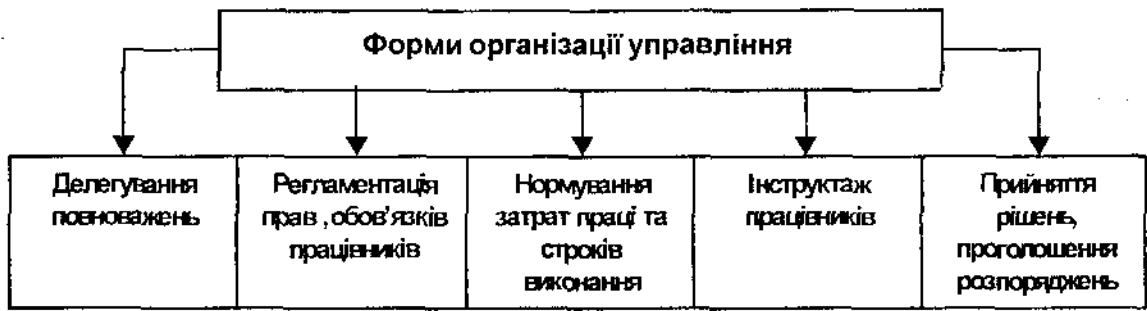 Форми організації управління
Делегування
повноважень
Регламентація
прав , обов'язків
працівників
Нормування
затрат праці та
строків
виконання
Інструктаж
працівників
Прийняття
рішень,
проголошення
розпоряджень